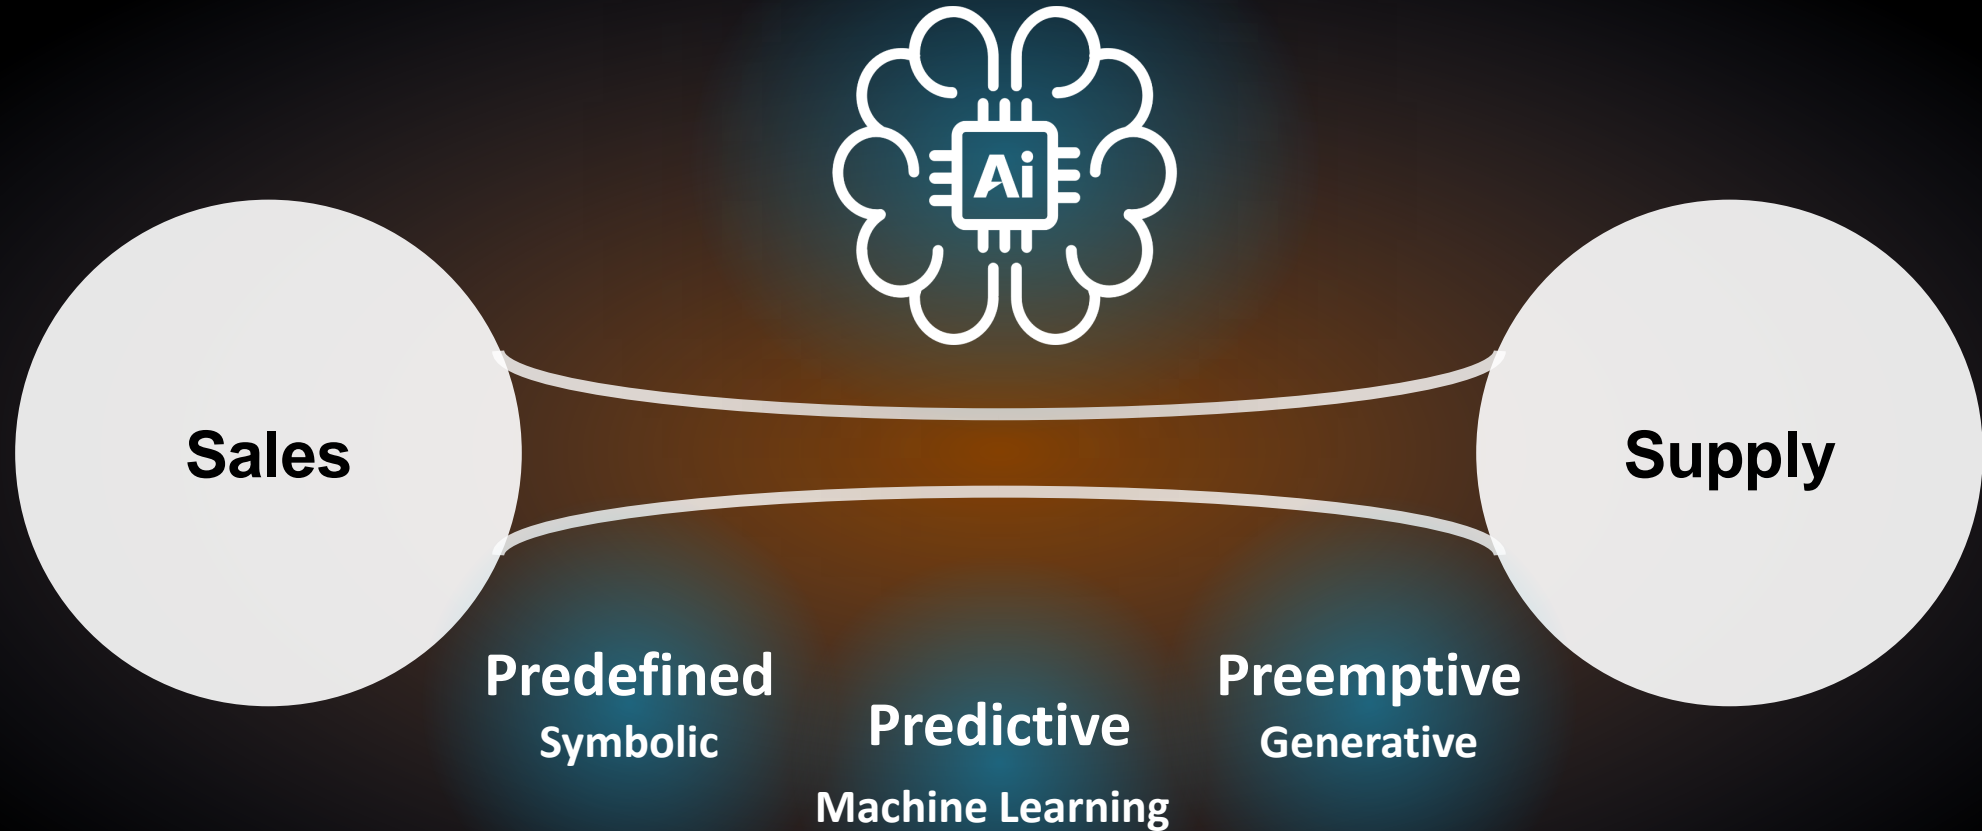 Ai
Sales
Supply
Predefined
Symbolic
Predictive
Machine Learning
Preemptive
Generative